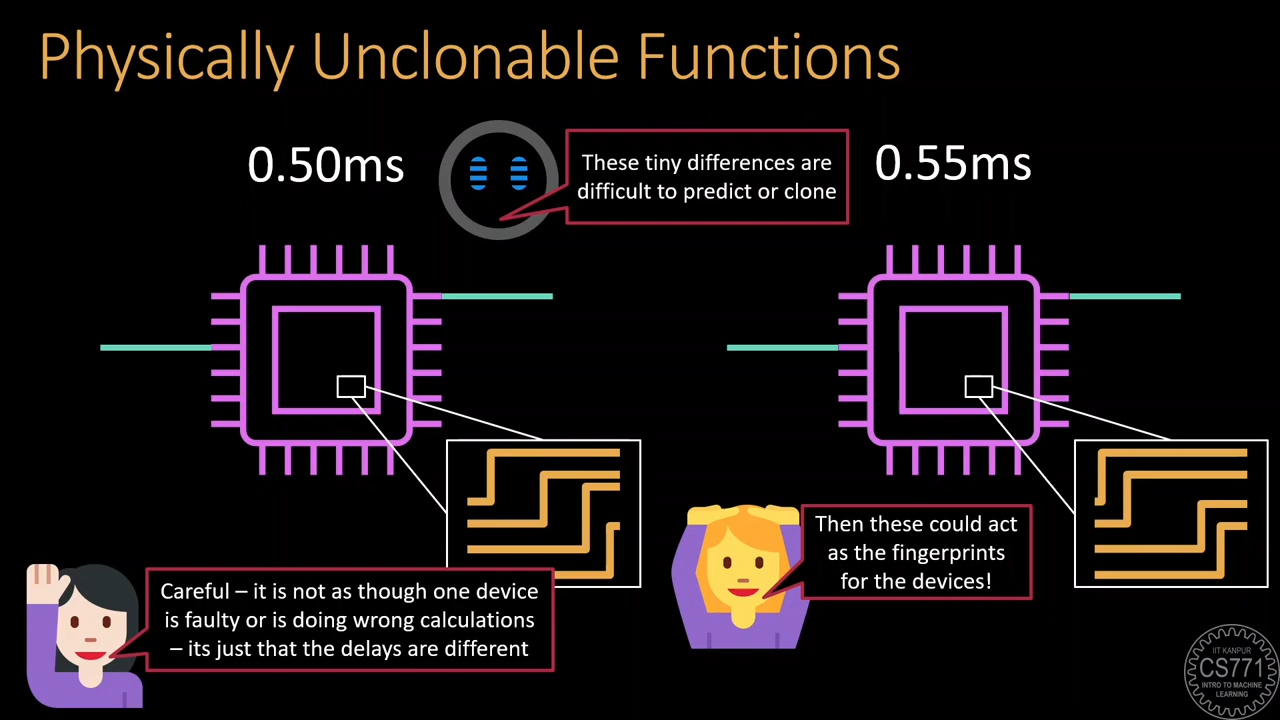 Physically Unclonable Functions
0.50ms
These tiny differences are
difficult to predict or clone
0.55ms
Then these could act
as the fingerprints
for the devices!
Careful – it is not as though one device
is faulty or is doing wrong calculations
– its just that the delays are different
IIT KANPUR
CS771
INTRO TO MACHINE
LEARNING